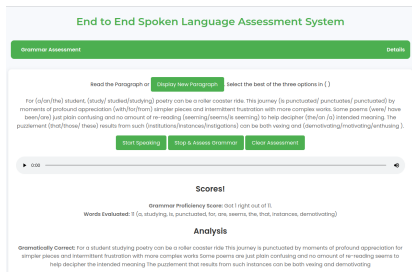 End to End Spoken Language Assessment System
Grammar Assessment Details
Read the Paragraph or Display New Paragraph . Select the best of the three options in ( )
For (a/an/the) student, (study/ studied/studying) poetry can be a roller coaster ride. This journey (is punctuated/ punctuates/ punctuated) by
moments of profound appreciation (with/for/from) simpler pieces and intermittent frustration with more complex works. Some poems (were/ have
been/are) just plain confusing and no amount of re-reading (seeming/seems/is seeming) to help decipher (the/an /a) intended meaning. The
puzzlement (that/those/ these) results from such (institutions/instances/instigations) can be both vexing and (demotivating/motivating/enthusing ).
Start Speaking Stop & Assess Grammar Clear Assessment
0:00
Scores!
Grammar Proficiency Score: Got 1 right out of 11.
Words Evaluated: 11 (a, studying, is, punctuated, for, are, seems, the, that, instances, demotivating)
Analysis
Gramatically Correct: For a student studying poetry can be a roller coaster ride This journey is punctuated by moments of profound appreciation for
simpler pieces and intermittent frustration with more complex works Some poems are just plain confusing and no amount of re-reading seems to
help decipher the intended meaning The puzzlement that results from such instances can be both vexing and demotivating